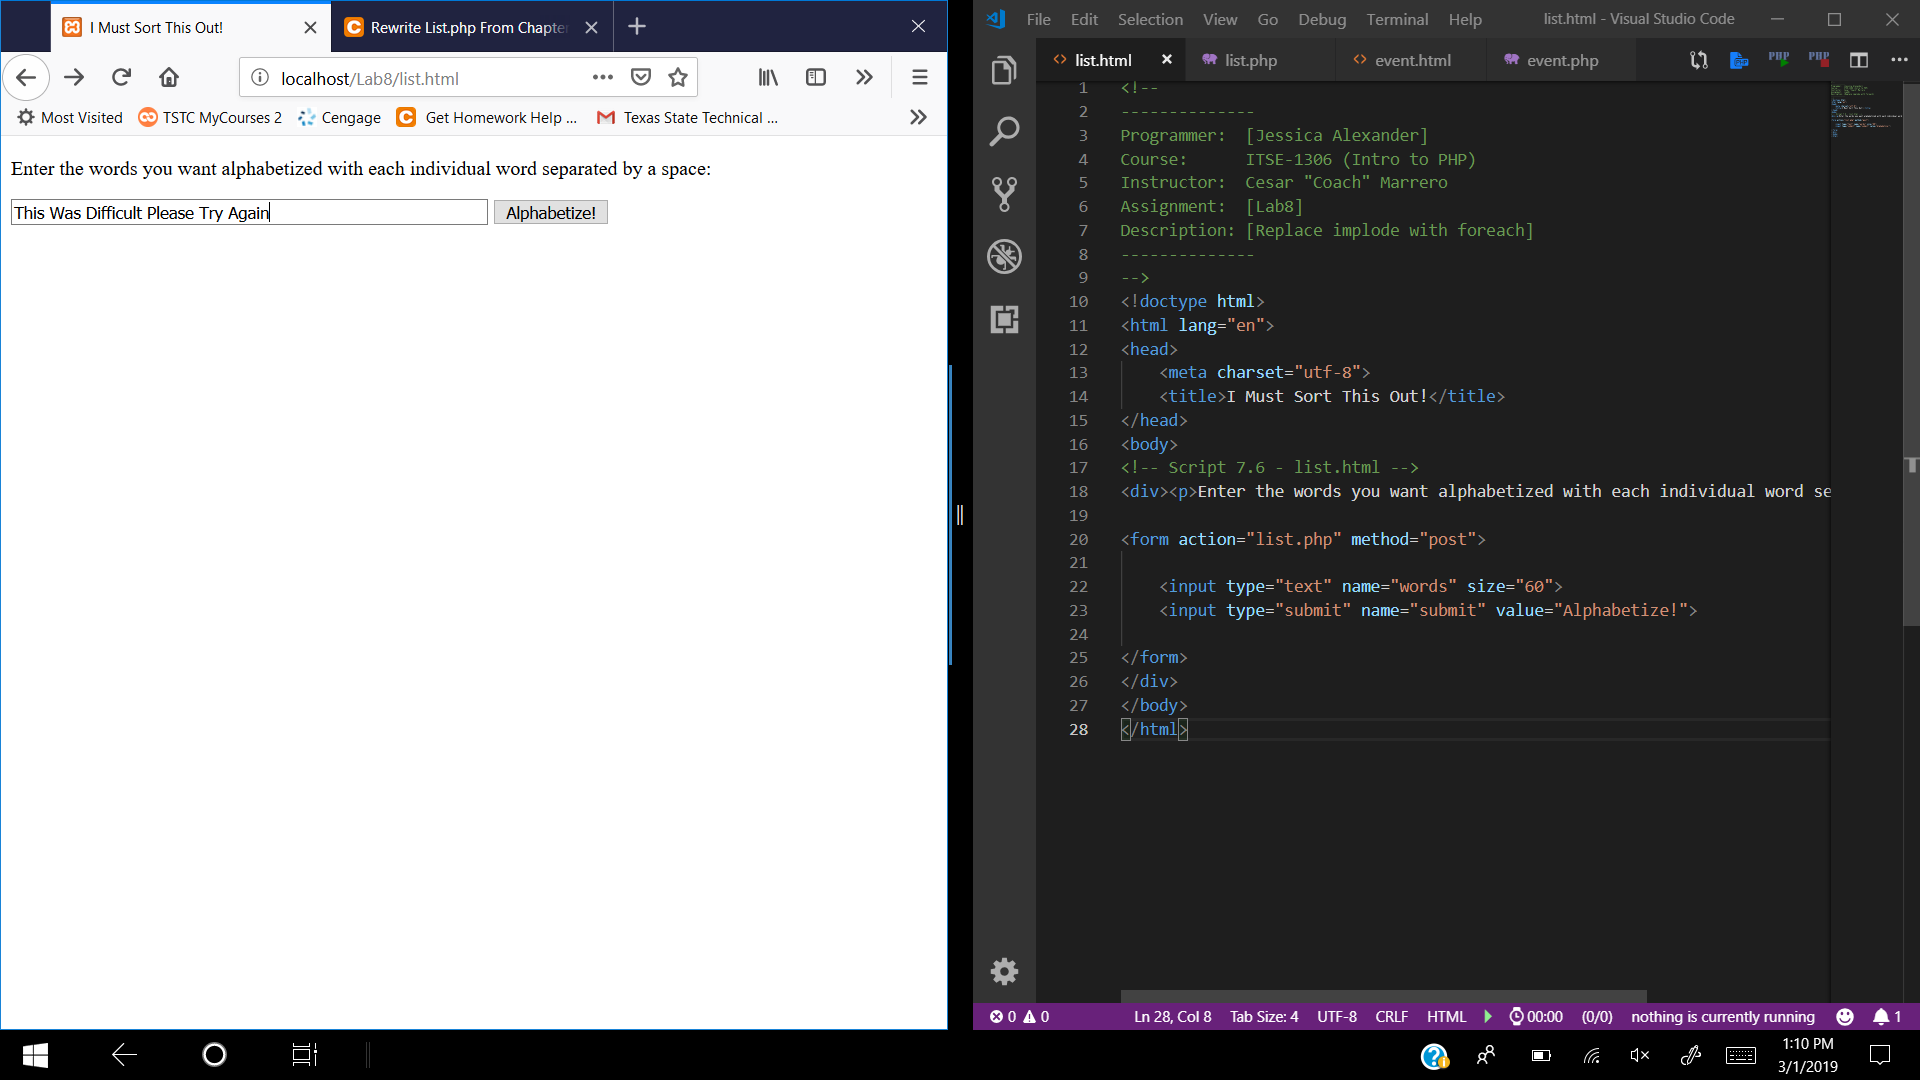 I Must Sort This Out!
Rewrite List.php From Chapte
localhost/Lab8/list.html
Most Visited
TSTC MyCourses 2
Cengage
Get Homework Help ...
Texas State Technical ...
Enter the words you want alphabetized with each individual word separated by a space:
This Was Difficult Please Try Again
Alphabetize!
File Edit Selection View Go Debug Terminal Help
list.html - Visual Studio Code
list.html
list.php
event.html
event.php
PHP
PHP
1 <!--
2 --------------
3 Programmer:  [Jessica Alexander]
4 Course:      ITSE-1306 (Intro to PHP)
5 Instructor:  Cesar "Coach" Marrero
6 Assignment:  [Lab8]
7 Description: [Replace implode with foreach]
8 --------------
9 -->
10 <!doctype html>
11 <html lang="en">
12 <head>
13     <meta charset="utf-8">
14     <title>I Must Sort This Out!</title>
15 </head>
16 <body>
17 <!-- Script 7.6 - list.html -->
18 <div><p>Enter the words you want alphabetized with each individual word se
19
20 <form action="list.php" method="post">
21
22     <input type="text" name="words" size="60">
23     <input type="submit" name="submit" value="Alphabetize!">
24
25 </form>
26 </div>
27 </body>
28 </html>
0 0
Ln 28, Col 8
Tab Size: 4
UTF-8
CRLF
HTML
00:00
(0/0)
nothing is currently running
1
1:10 PM
3/1/2019